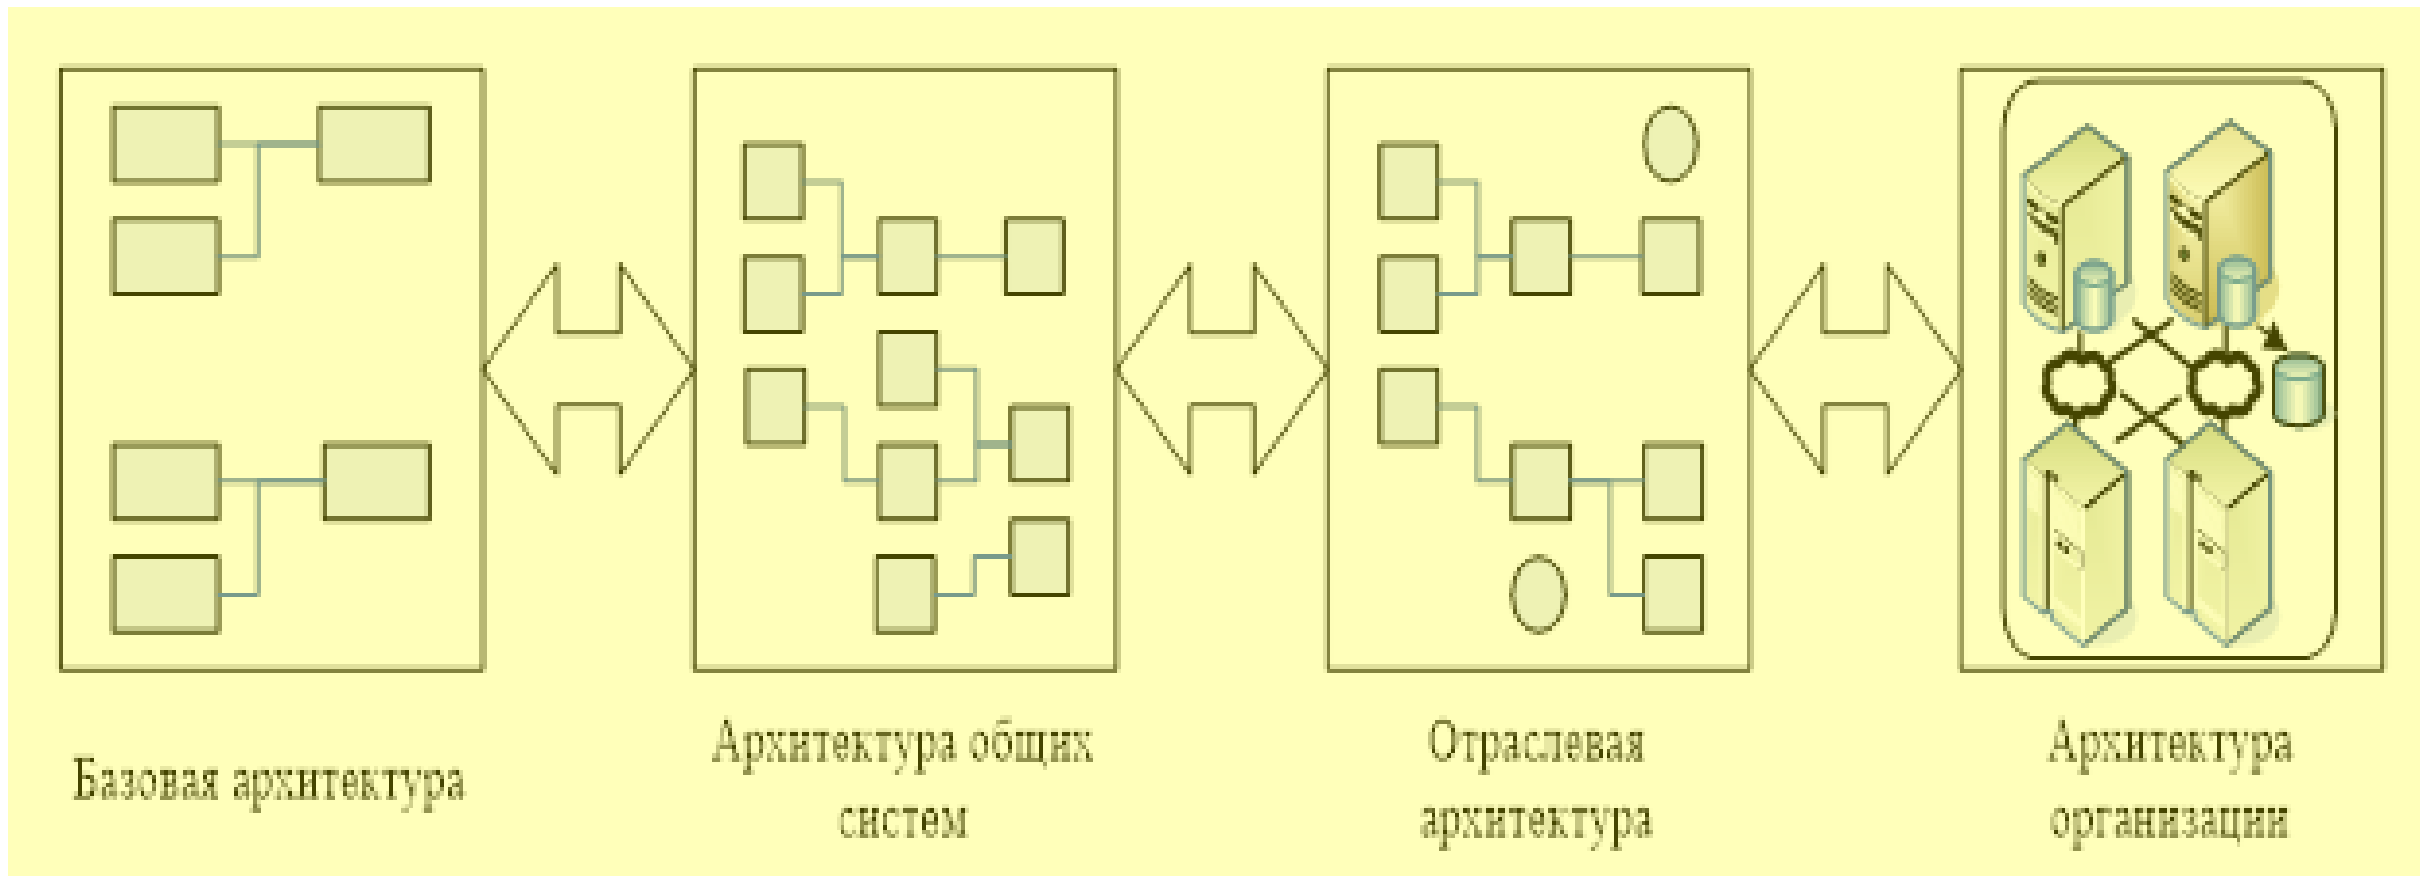 Базовая архитектура
Архитектура общих
систем
Отраслевая
архитектура
Архитектура
организации